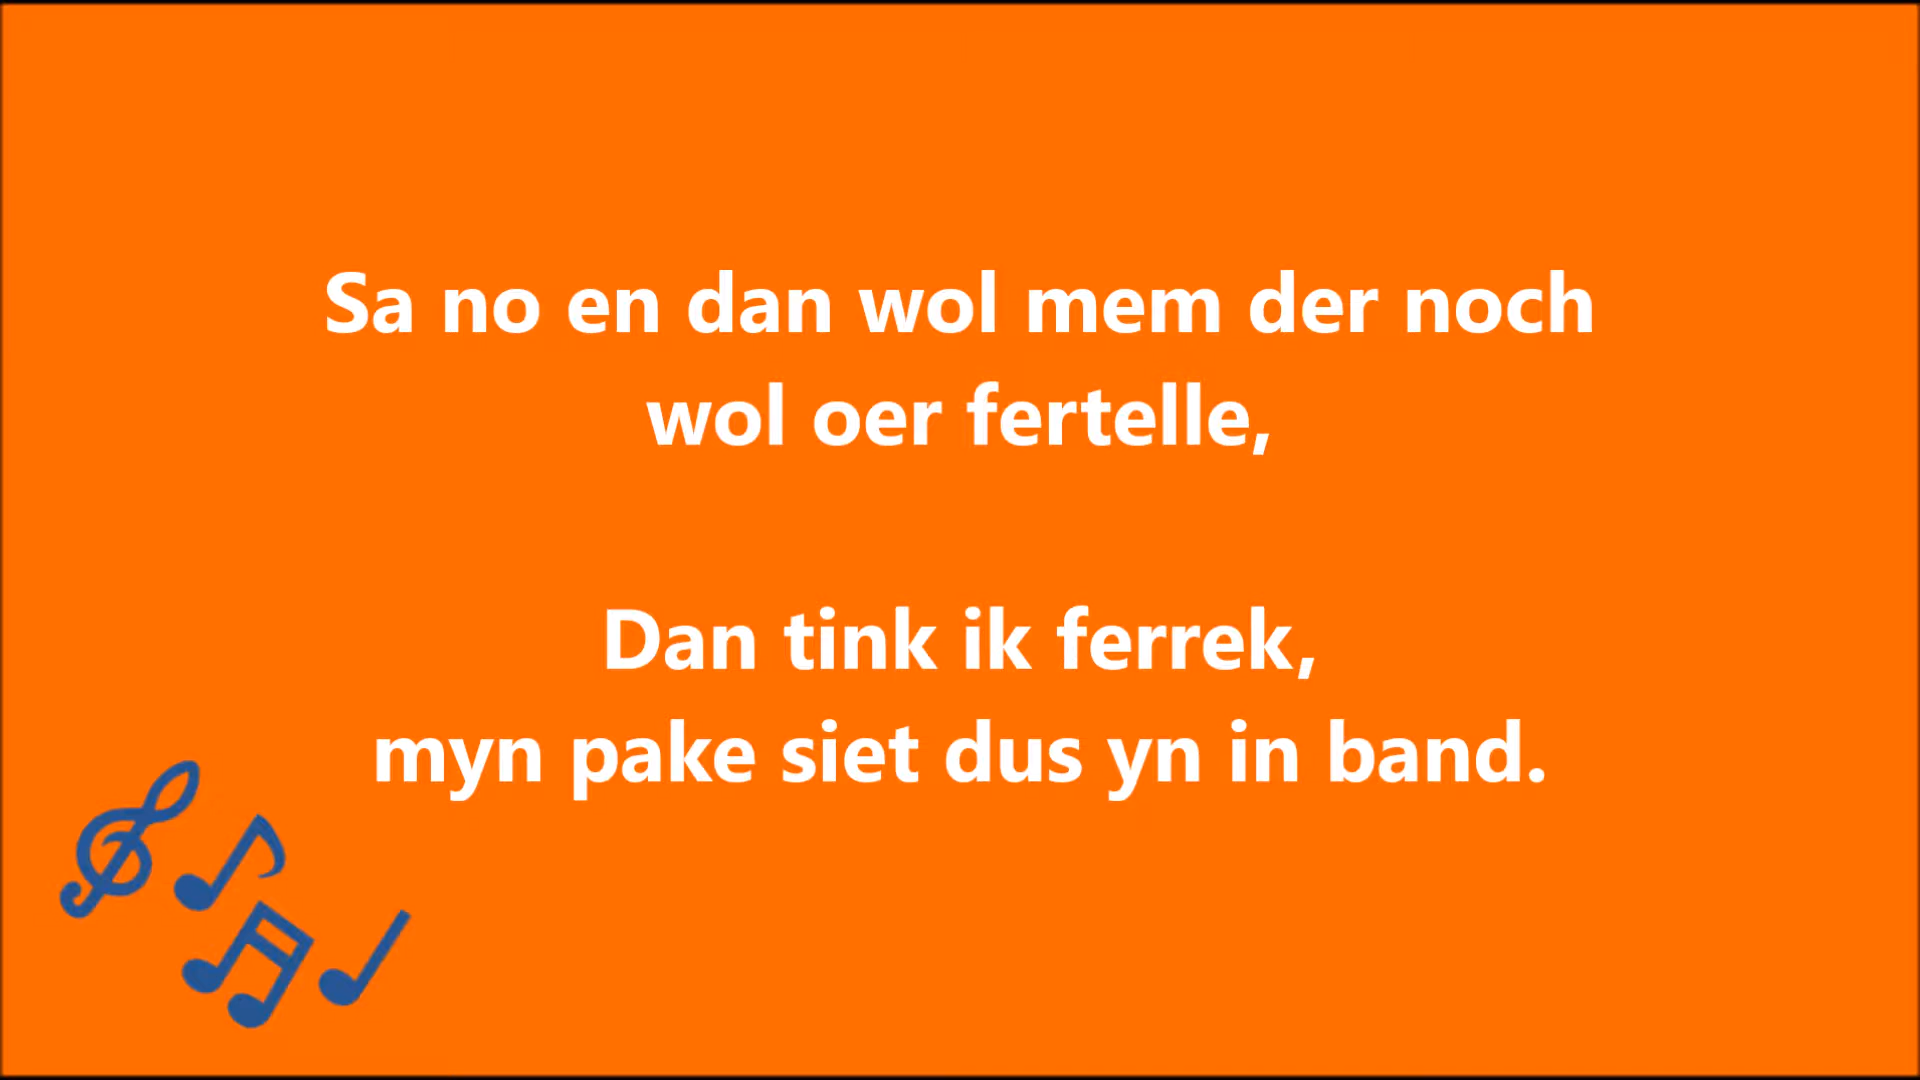 Sa no en dan wol mem der noch
wol oer fertelle,
Dan tink ik ferrek,
myn pake siet dus yn in band.